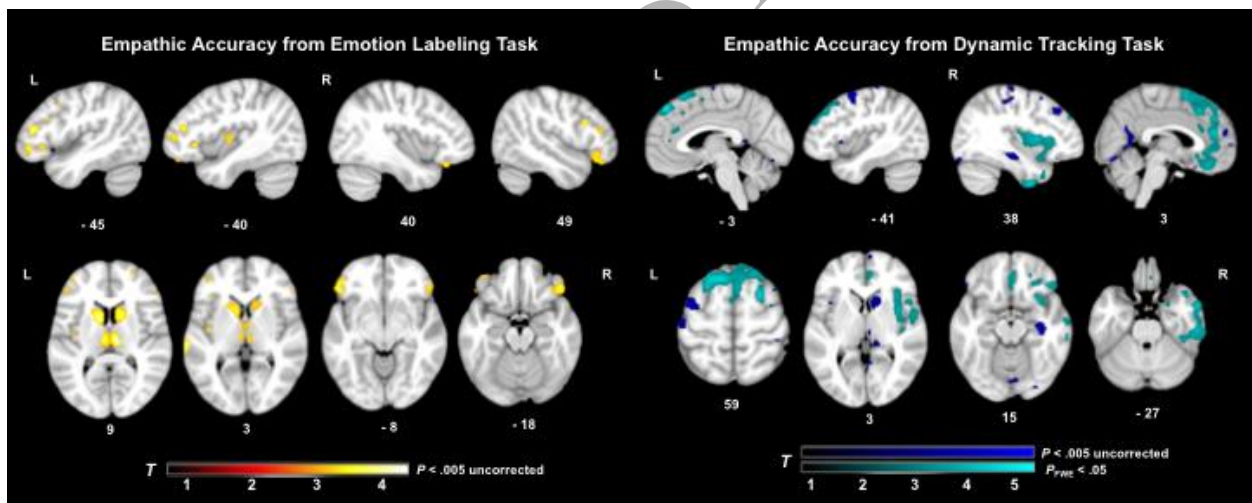 Empathic Accuracy from Emotion Labeling Task
L R
- 45 - 40 40 49
L R
9 3 - 8 - 18
T P < .005 uncorrected
1 2 3 4
Empathic Accuracy from Dynamic Tracking Task
L R
- 3 - 41 38 3
L R
59 3 15 - 27
T P < .005 uncorrected
PFWE < .05
1 2 3 4 5